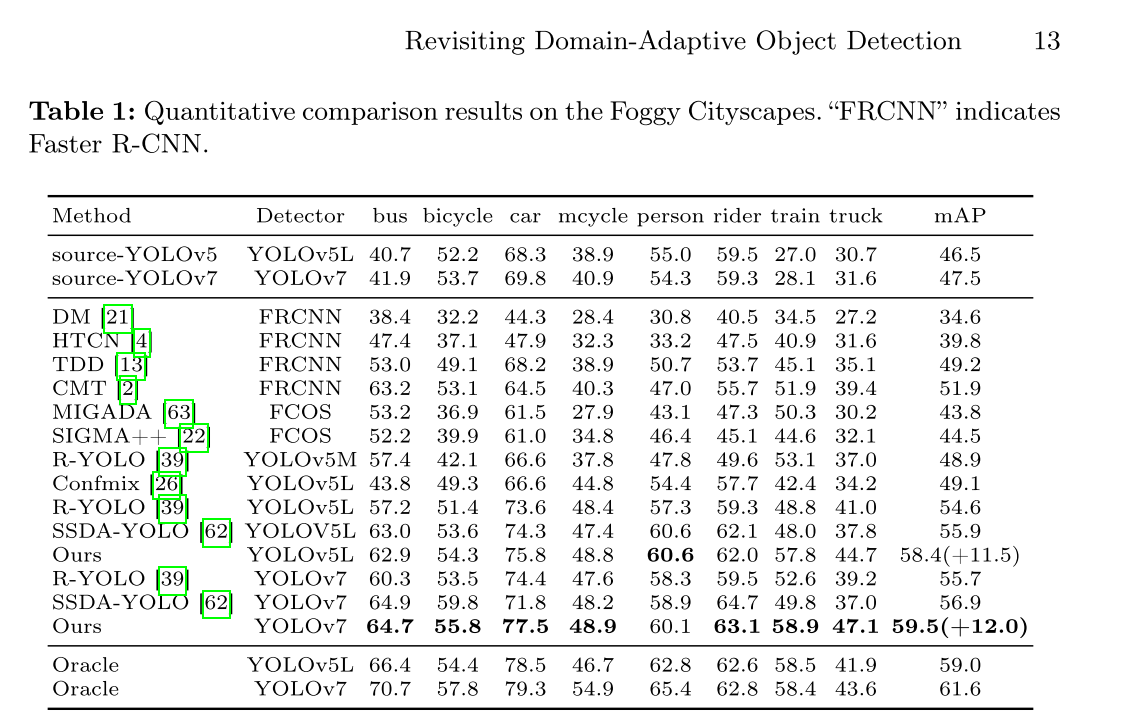 Revisiting Domain-Adaptive Object Detection 13
Table 1: Quantitative comparison results on the Foggy Cityscapes. “FRCNN” indicates
Faster R-CNN.
Method Detector bus bicycle car mcycle person rider train truck mAP
source-YOLOv5 YOLOv5L 40.7 52.2 68.3 38.9 55.0 59.5 27.0 30.7 46.5
source-YOLOv7 YOLOv7 41.9 53.7 69.8 40.9 54.3 59.3 28.1 31.6 47.5
DM [21] FRCNN 38.4 32.2 44.3 28.4 30.8 40.5 34.5 27.2 34.6
HTCN [4] FRCNN 47.4 37.1 47.9 32.3 33.2 47.5 40.9 31.6 39.8
TDD [13] FRCNN 53.0 49.1 68.2 38.9 50.7 53.7 45.1 35.1 49.2
CMT [2] FRCNN 63.2 53.1 64.5 40.3 47.0 55.7 51.9 39.4 51.9
MIGADA [63] FCOS 53.2 36.9 61.5 27.9 43.1 47.3 50.3 30.2 43.8
SIGMA++ [22] FCOS 52.2 39.9 61.0 34.8 46.4 45.1 44.6 32.1 44.5
R-YOLO [39] YOLOv5M 57.4 42.1 66.6 37.8 47.8 49.6 53.1 37.0 48.9
Confmix [26] YOLOv5L 43.8 49.3 66.6 44.8 54.4 57.7 42.4 34.2 49.1
R-YOLO [39] YOLOv5L 57.2 51.4 73.6 48.4 57.3 59.3 48.8 41.0 54.6
SSDA-YOLO [62] YOLOV5L 63.0 53.6 74.3 47.4 60.6 62.1 48.0 37.8 55.9
Ours YOLOv5L 62.9 54.3 75.8 48.8 60.6 62.0 57.8 44.7 58.4(+11.5)
R-YOLO [39] YOLOv7 60.3 53.5 74.4 47.6 58.3 59.5 52.6 39.2 55.7
SSDA-YOLO [62] YOLOv7 64.9 59.8 71.8 48.2 58.9 64.7 49.8 37.0 56.9
Ours YOLOv7 64.7 55.8 77.5 48.9 60.1 63.1 58.9 47.1 59.5(+12.0)
Oracle YOLOv5L 66.4 54.4 78.5 46.7 62.8 62.6 58.5 41.9 59.0
Oracle YOLOv7 70.7 57.8 79.3 54.9 65.4 62.8 58.4 43.6 61.6